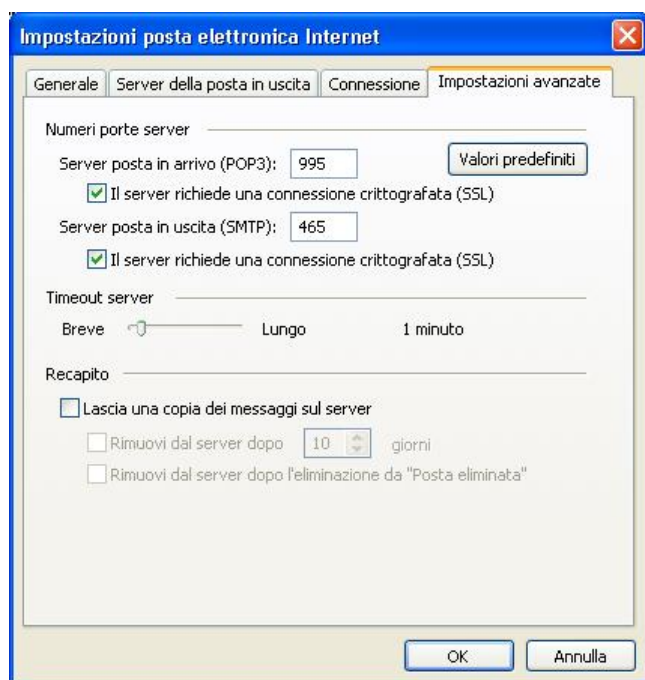 Impostazioni posta elettronica Internet
Generale Server della posta in uscita Connessione Impostazioni avanzate
Numeri porte server
Server posta in arrivo (POP3): 995 Valori predefiniti
Il server richiede una connessione crittografata (SSL)
Server posta in uscita (SMTP): 465
Il server richiede una connessione crittografata (SSL)
Timeout server
Breve Lungo 1 minuto
Recapito
Lascia una copia dei messaggi sul server
Rimuovi dal server dopo 10 giorni
Rimuovi dal server dopo l'eliminazione da "Posta eliminata"
OK Annulla